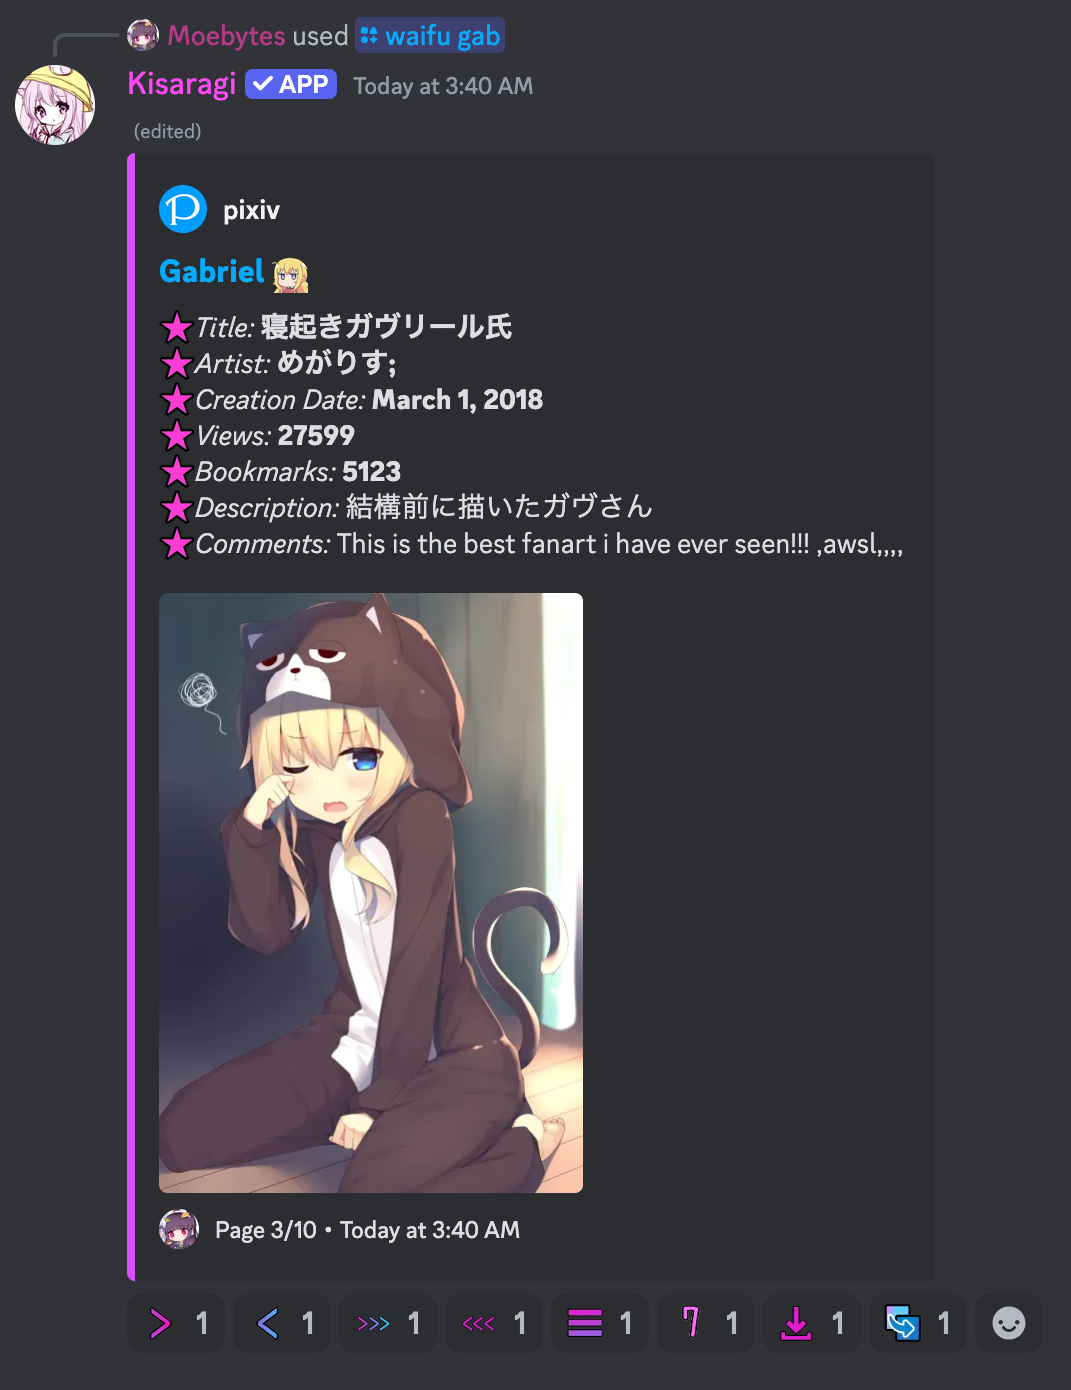 Moebytes used waifu gab
Kisaragi APP Today at 3:40 AM
(edited)
pixiv
Gabriel
Title: 寝起きガヴリール氏
Artist: めがりす;
Creation Date: March 1, 2018
Views: 27599
Bookmarks: 5123
Description: 結構前に描いたガヴさん
Comments: This is the best fanart i have ever seen!!! ,awsl,,,,
Page 3/10 • Today at 3:40 AM
1 1 1 1 1 1 1 1